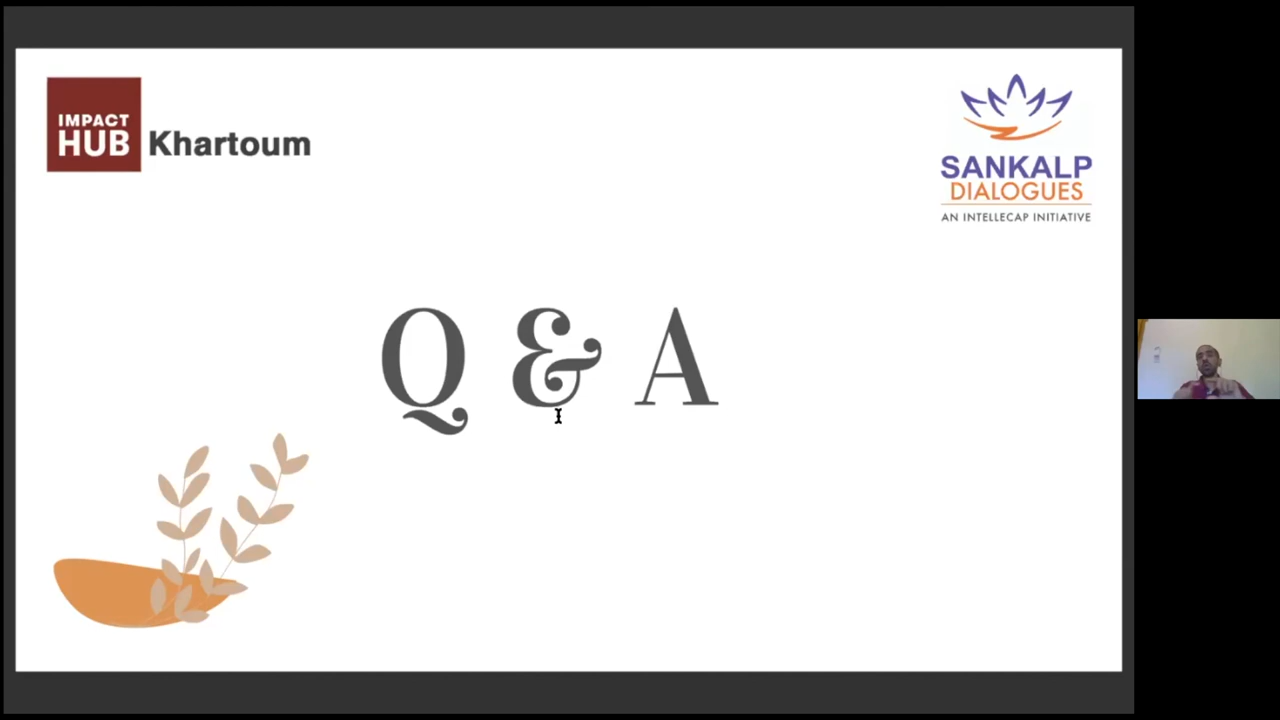 IMPACT
HUB Khartoum
SANKALP
DIALOGUES
AN INTELLECAP INITIATIVE
Q & A